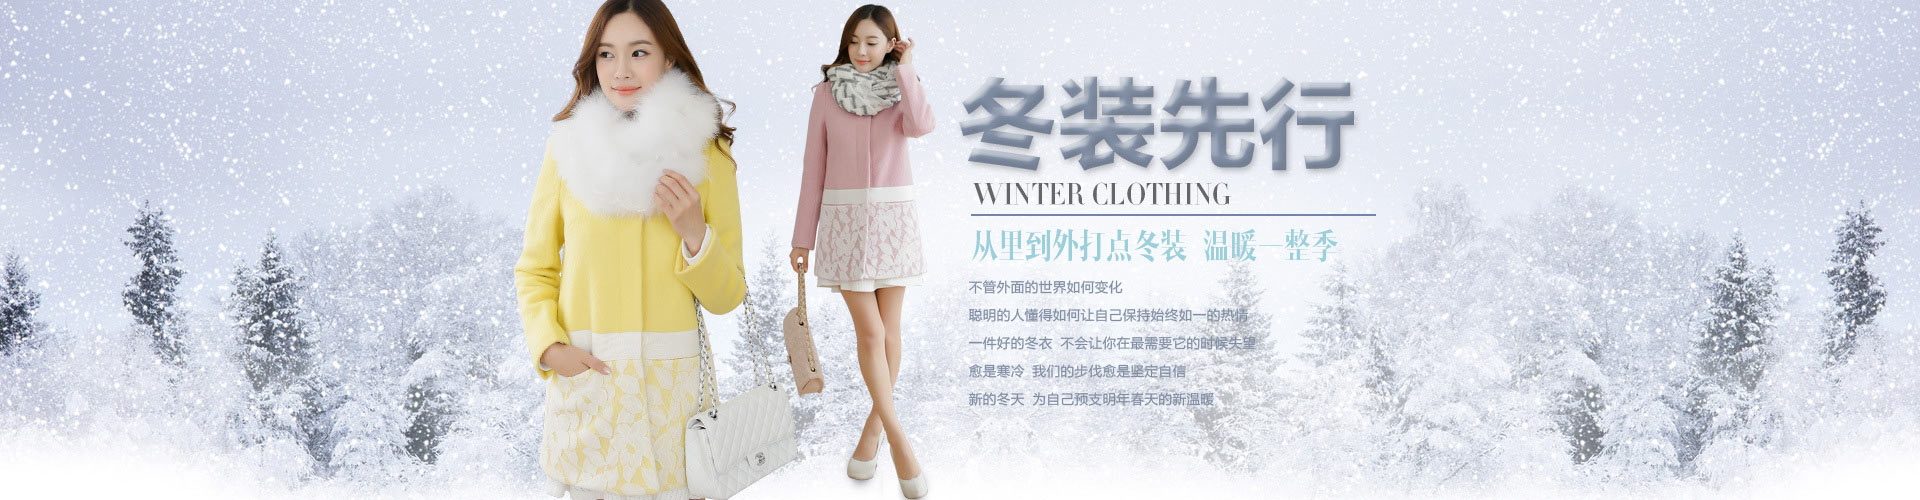 冬装先行
WINTER CLOTHING
从里到外打点冬装 温暖一整季
不管外面的世界如何变化
聪明的人懂得如何让自己保持始终如一的热情
一件好的冬衣 不会让你在最需要它的时候失望
愈是寒冷 我们的步伐愈是坚定自信
新的冬天 为自己预支明年春天的新温暖